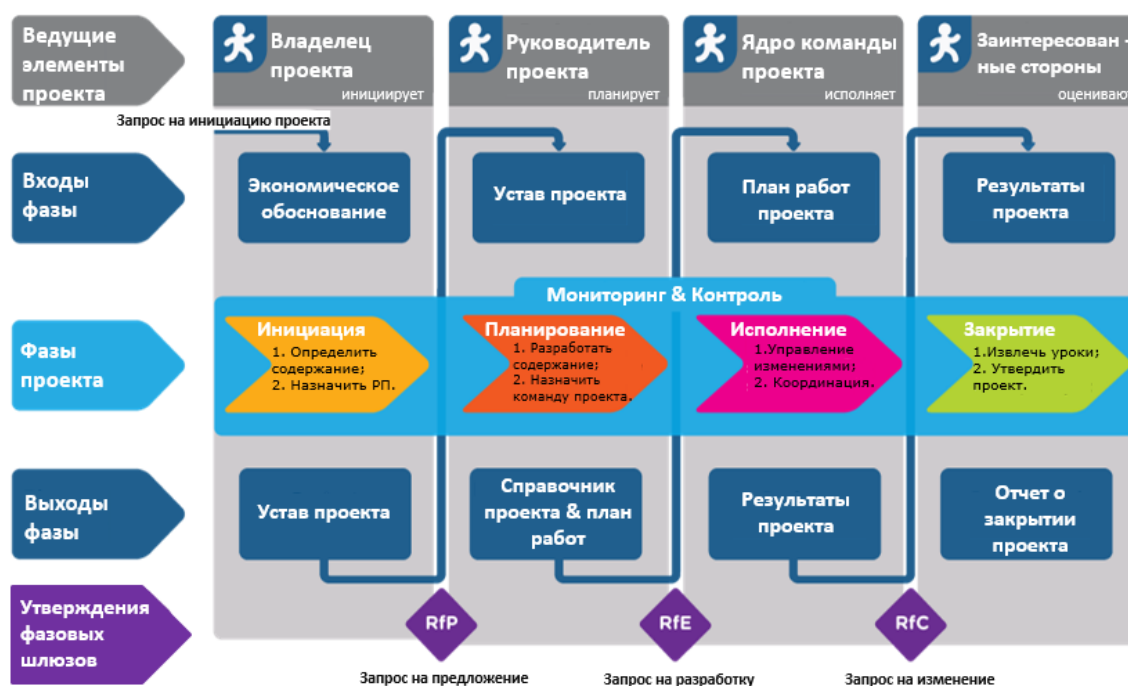 Ведущие
элементы
проекта
Владелец
проекта
инициирует
Руководитель
проекта
планирует
Ядро команды
проекта
исполняет
Заинтересован -
ные стороны
оценивают
Запрос на инициацию проекта
Входы
фазы
Экономическое
обоснование
Устав проекта
План работ
проекта
Результаты
проекта
Мониторинг & Контроль
Фазы
проекта
Инициация
1. Определить
содержание;
2. Назначить РП.
Планирование
1. Разработать
содержание;
2. Назначить
команду проекта.
Исполнение
1.Управление
изменениями;
2. Координация.
Закрытие
1.Извлечь уроки;
2. Утвердить
проект.
Выходы
фазы
Устав проекта
Справочник
проекта & план
работ
Результаты
проекта
Отчет о
закрытии
проекта
Утверждения
фазовых
шлюзов
RfP
RfE
RfC
Запрос на предложение
Запрос на разработку
Запрос на изменение